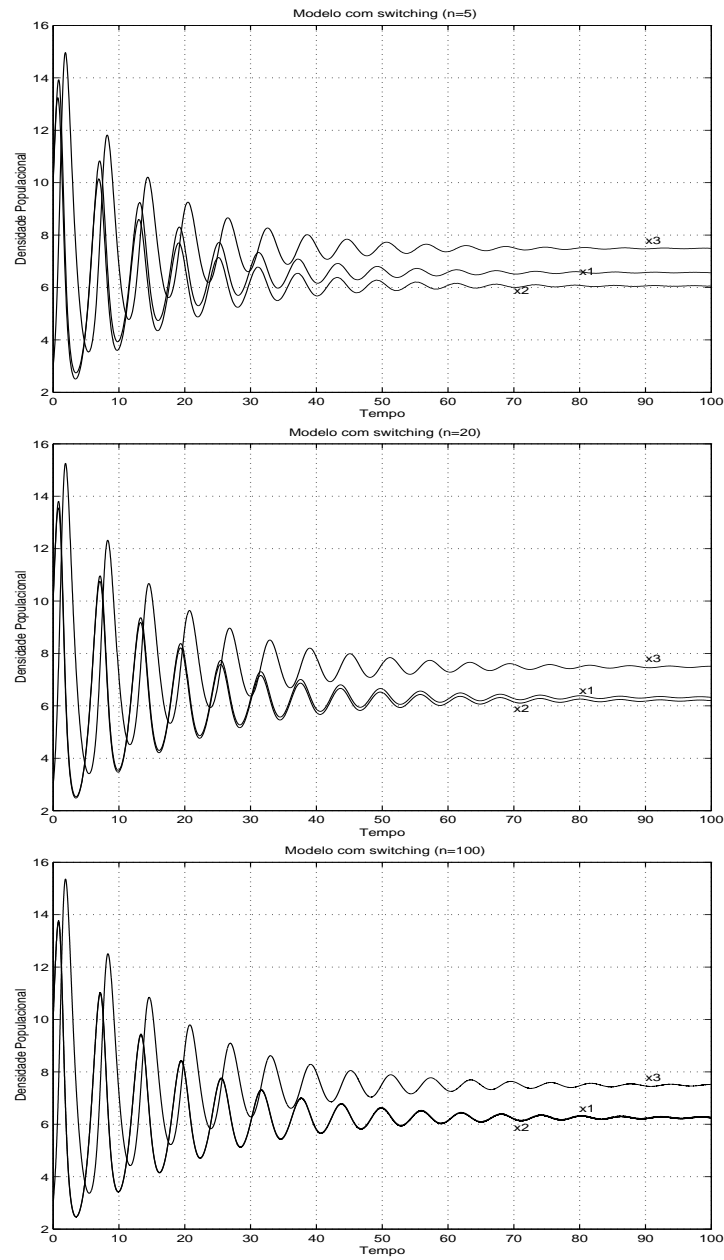 Modelo com switching (n=5)
16
14
12
10
8
6
4
2
Densidade Populacional
x3
x1
x2
0 10 20 30 40 50 60 70 80 90 100
Tempo
Modelo com switching (n=20)
16
14
12
10
8
6
4
2
Densidade Populacional
x3
x1
x2
0 10 20 30 40 50 60 70 80 90 100
Tempo
Modelo com switching (n=100)
16
14
12
10
8
6
4
2
Densidade Populacional
x3
x1
x2
0 10 20 30 40 50 60 70 80 90 100
Tempo